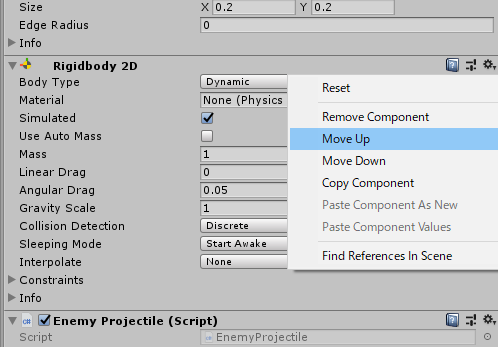 Size X 0.2 Y 0.2
Edge Radius 0
Info
Rigidbody 2D
Body Type Dynamic
Material None (Physics
Simulated
Use Auto Mass
Mass 1
Linear Drag 0
Angular Drag 0.05
Gravity Scale 1
Collision Detection Discrete
Sleeping Mode Start Awake
Interpolate None
Constraints
Info
Reset
Remove Component
Move Up
Move Down
Copy Component
Paste Component As New
Paste Component Values
Find References In Scene
Enemy Projectile (Script)
Script EnemyProjectile